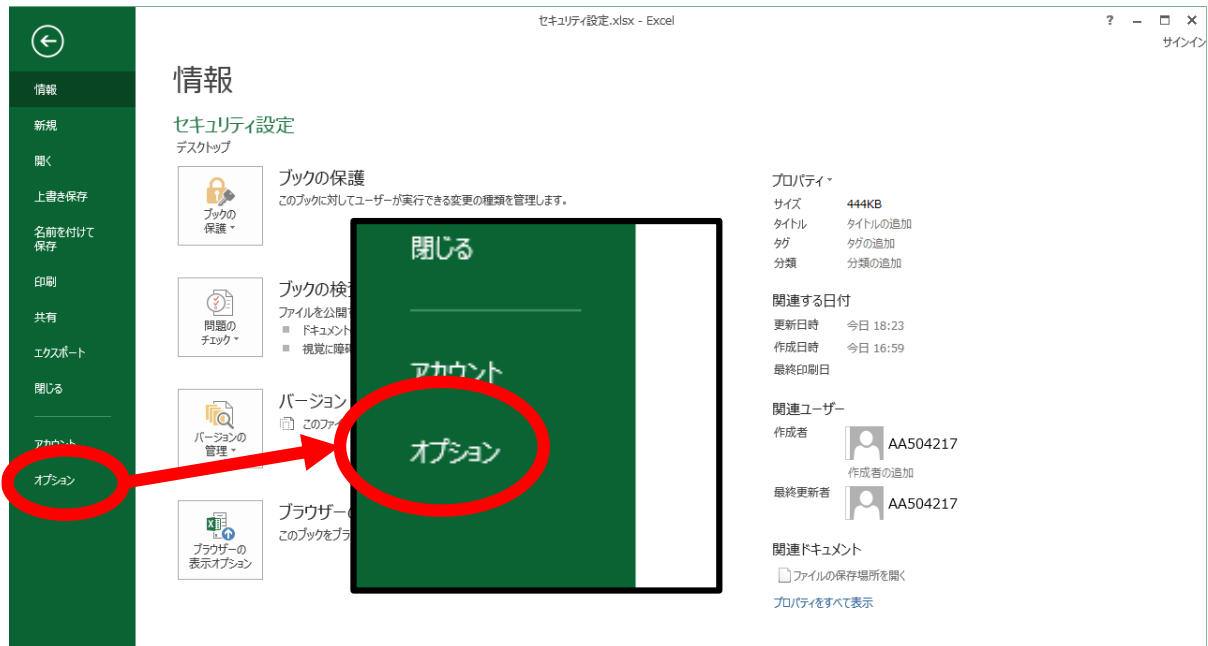 セキュリティ設定.xlsx - Excel
?
サインイン
情報
新規
開く
上書き保存
名前を付けて
保存
印刷
共有
エクスポート
閉じる
アカウント
オプション
情報
セキュリティ設定
デスクトップ
ブックの
保護
ブックの保護
このブックに対してユーザーが実行できる変更の種類を管理します。
問題の
チェック
ブックの検
ファイルを公開
ドキュメント
視覚に障
バージョンの
管理
バージョン
このファ
ブラウザーの
表示オプション
ブラウザー
このブックをブラ
閉じる
アカウント
オプション
プロパティ
サイズ 444KB
タイトル タイトルの追加
タグ タグの追加
分類 分類の追加
関連する日付
更新日時 今日 18:23
作成日時 今日 16:59
最終印刷日
関連ユーザー
作成者 AA504217
作成者の追加
最終更新者 AA504217
関連ドキュメント
ファイルの保存場所を開く
プロパティをすべて表示